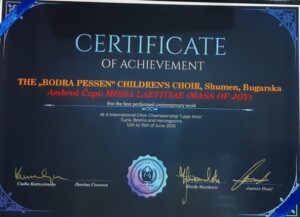 CERTIFICATE
OF ACHIEVEMENT
THE „BODRA PESSEN“ CHILDREN'S CHOIR, Shumen, Bugarska
Ambrož Čopi: MISSA LAETITIAE (MASS OF JOY)
For the best performed contemporary work
At X International Choir Championship "Lege Artis"
Tuzla, Bosnia and Herzegovina
13th to 15th of June 2025